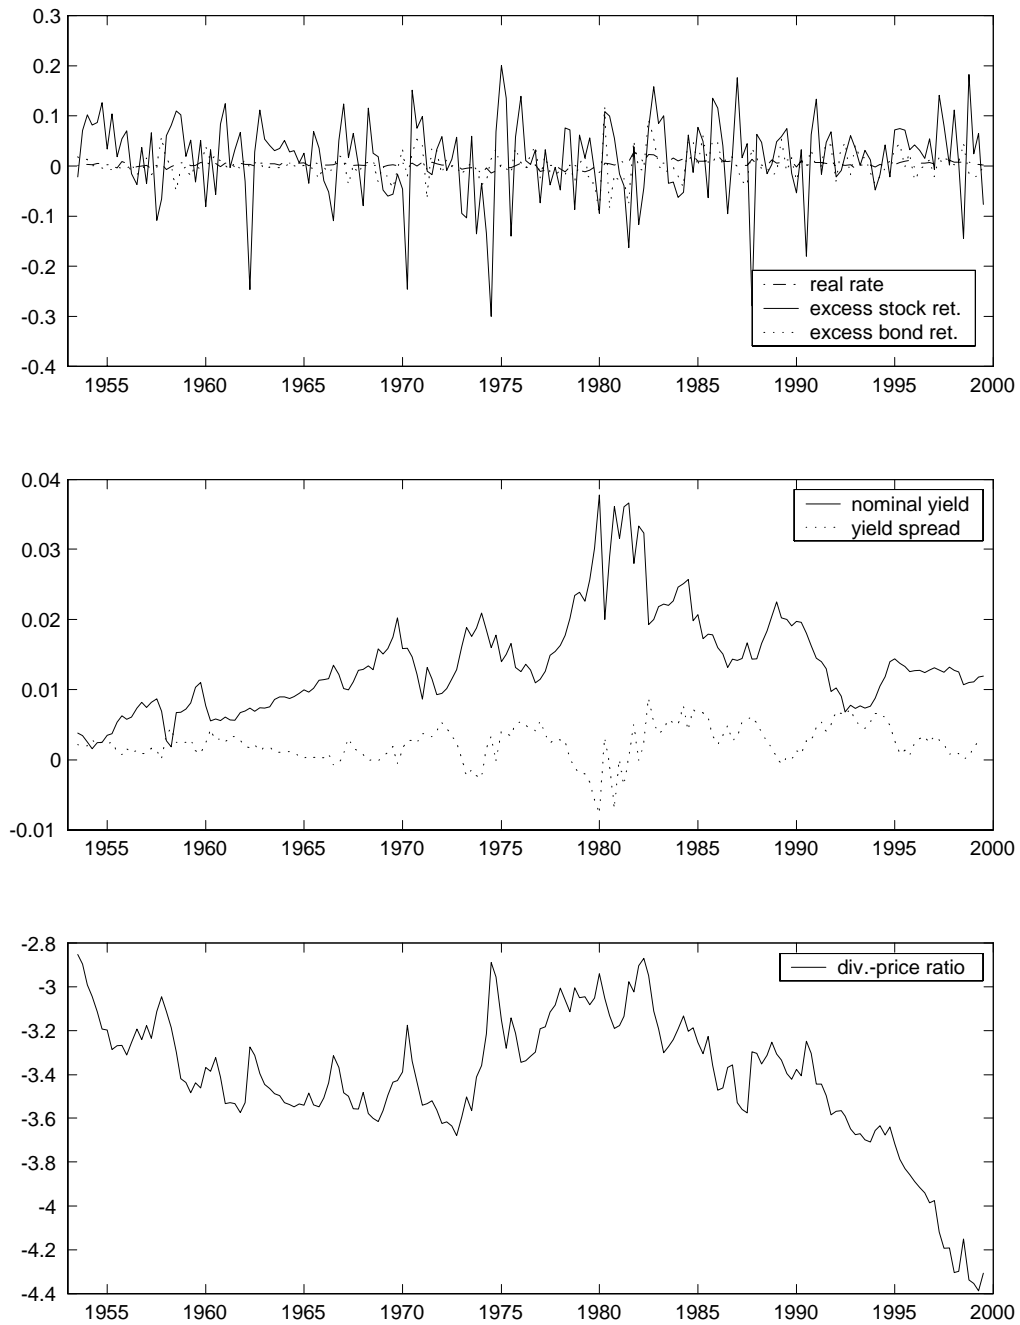 0.3
0.2
0.1
0
-0.1
-0.2
-0.3
-0.4
real rate
excess stock ret.
excess bond ret.
1955 1960 1965 1970 1975 1980 1985 1990 1995 2000
0.04
0.03
0.02
0.01
0
-0.01
nominal yield
yield spread
1955 1960 1965 1970 1975 1980 1985 1990 1995 2000
-2.8
-3
-3.2
-3.4
-3.6
-3.8
-4
-4.2
-4.4
div.-price ratio
1955 1960 1965 1970 1975 1980 1985 1990 1995 2000